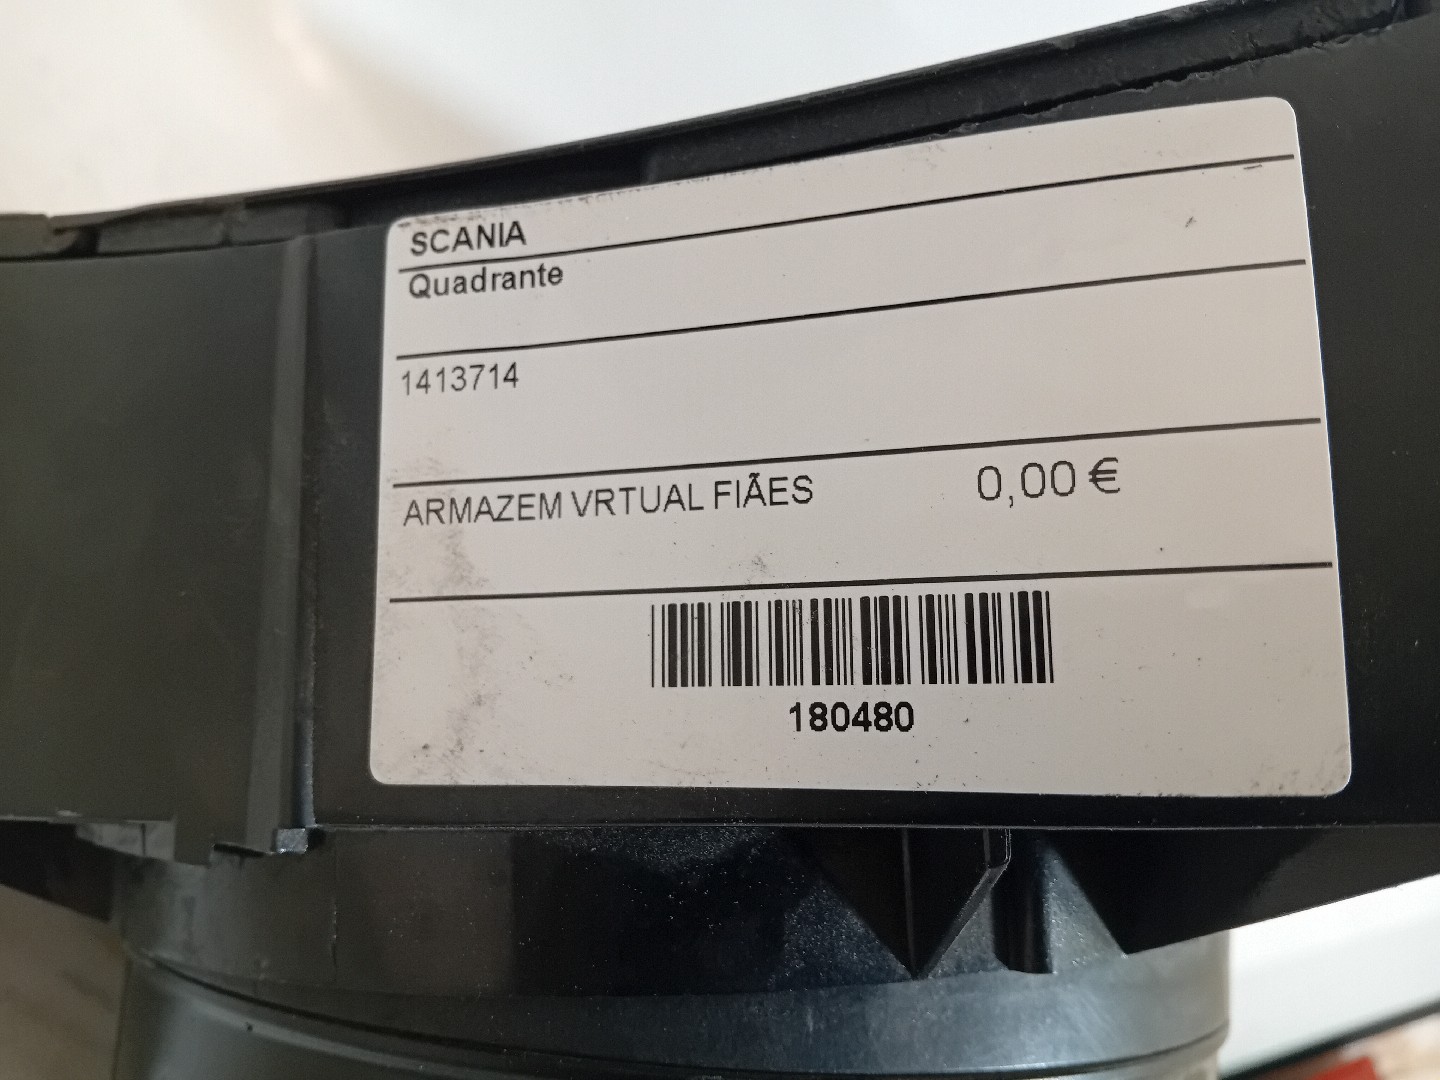 SCANIA
Quadrante
1413714
ARMAZEM VRTUAL FIÃES 0,00 €
180480